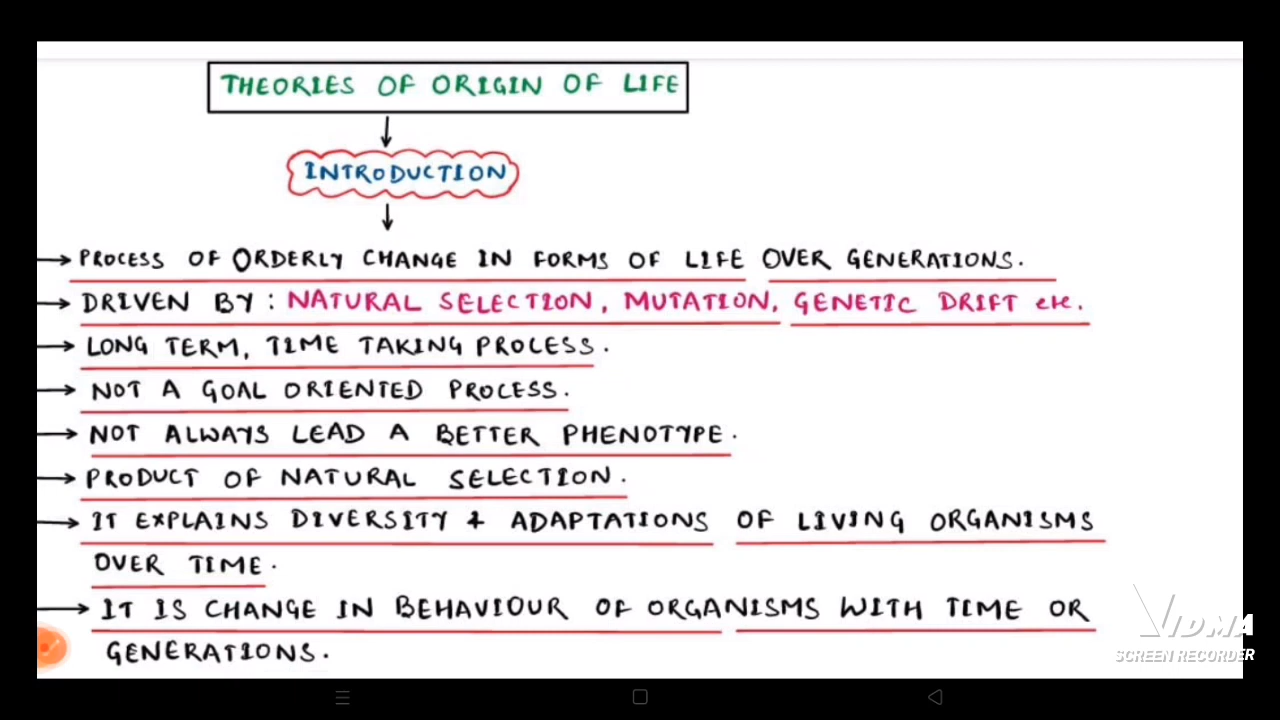 THEORIES OF ORIGIN OF LIFE
INTRODUCTION
PROCESS OF ORDERLY CHANGE IN FORMS OF LIFE OVER GENERATIONS.
DRIVEN BY: NATURAL SELECTION, MUTATION, GENETIC DRIFT etc.
LONG TERM, TIME TAKING PROCESS.
NOT A GOAL ORIENTED PROCESS.
NOT ALWAYS LEAD A BETTER PHENOTYPE.
PRODUCT OF NATURAL SELECTION.
IT EXPLAINS DIVERSITY & ADAPTATIONS OF LIVING ORGANISMS
OVER TIME.
IT IS CHANGE IN BEHAVIOUR OF ORGANISMS WITH TIME OR
GENERATIONS.
VIDMA
SCREEN RECORDER